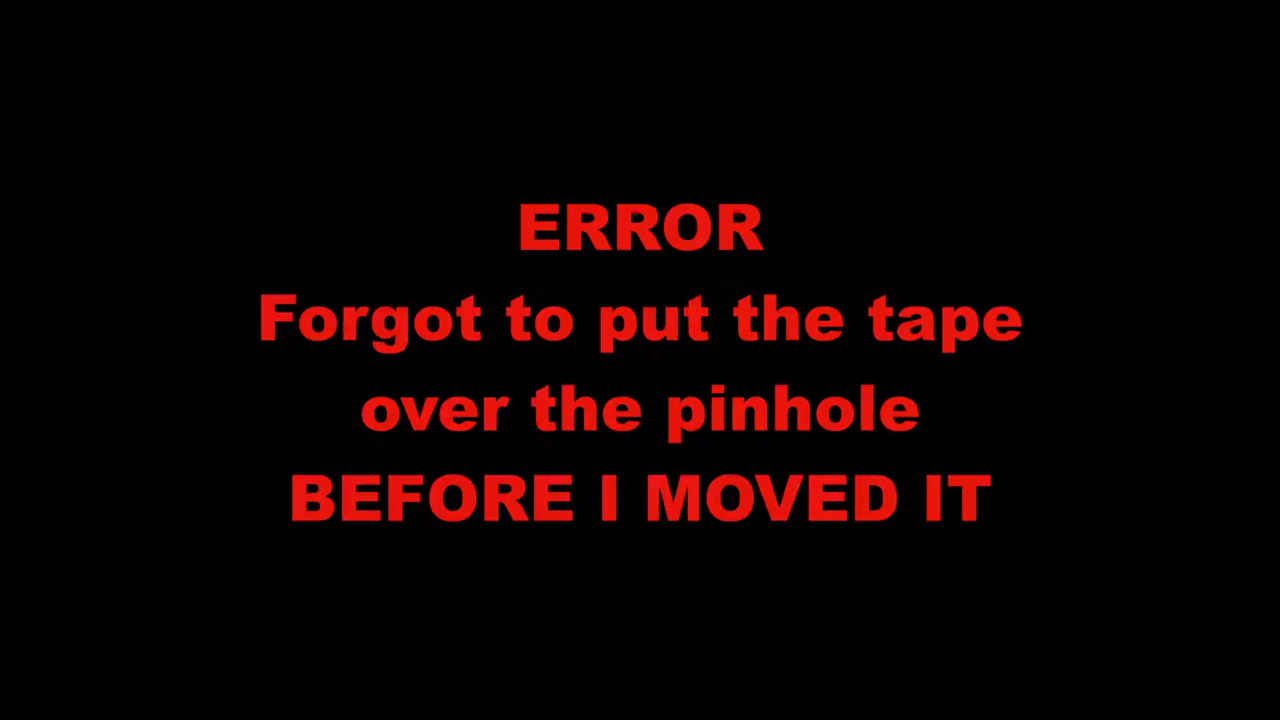 ERROR
Forgot to put the tape
over the pinhole
BEFORE I MOVED IT